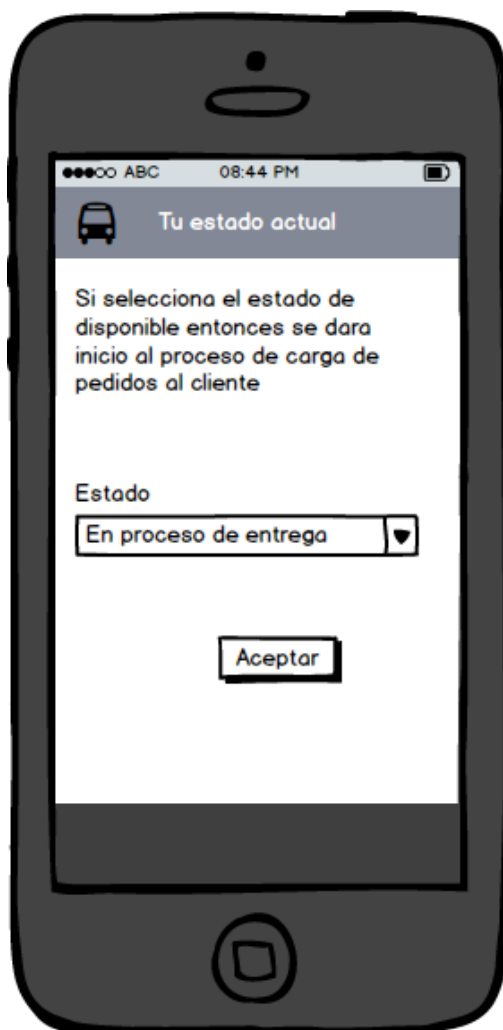 ABC 08:44 PM
Tu estado actual
Si selecciona el estado de
disponible entonces se dara
inicio al proceso de carga de
pedidos al cliente
Estado
En proceso de entrega
Aceptar